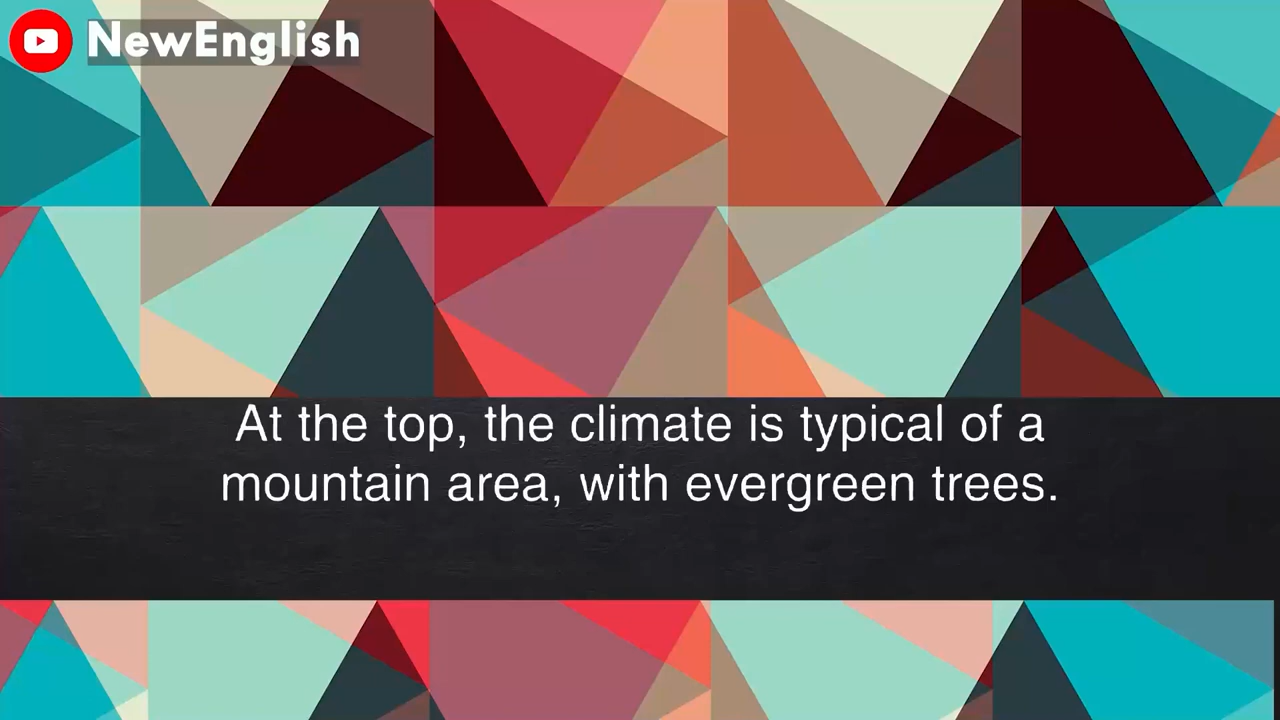 NewEnglish
At the top, the climate is typical of a
mountain area, with evergreen trees.